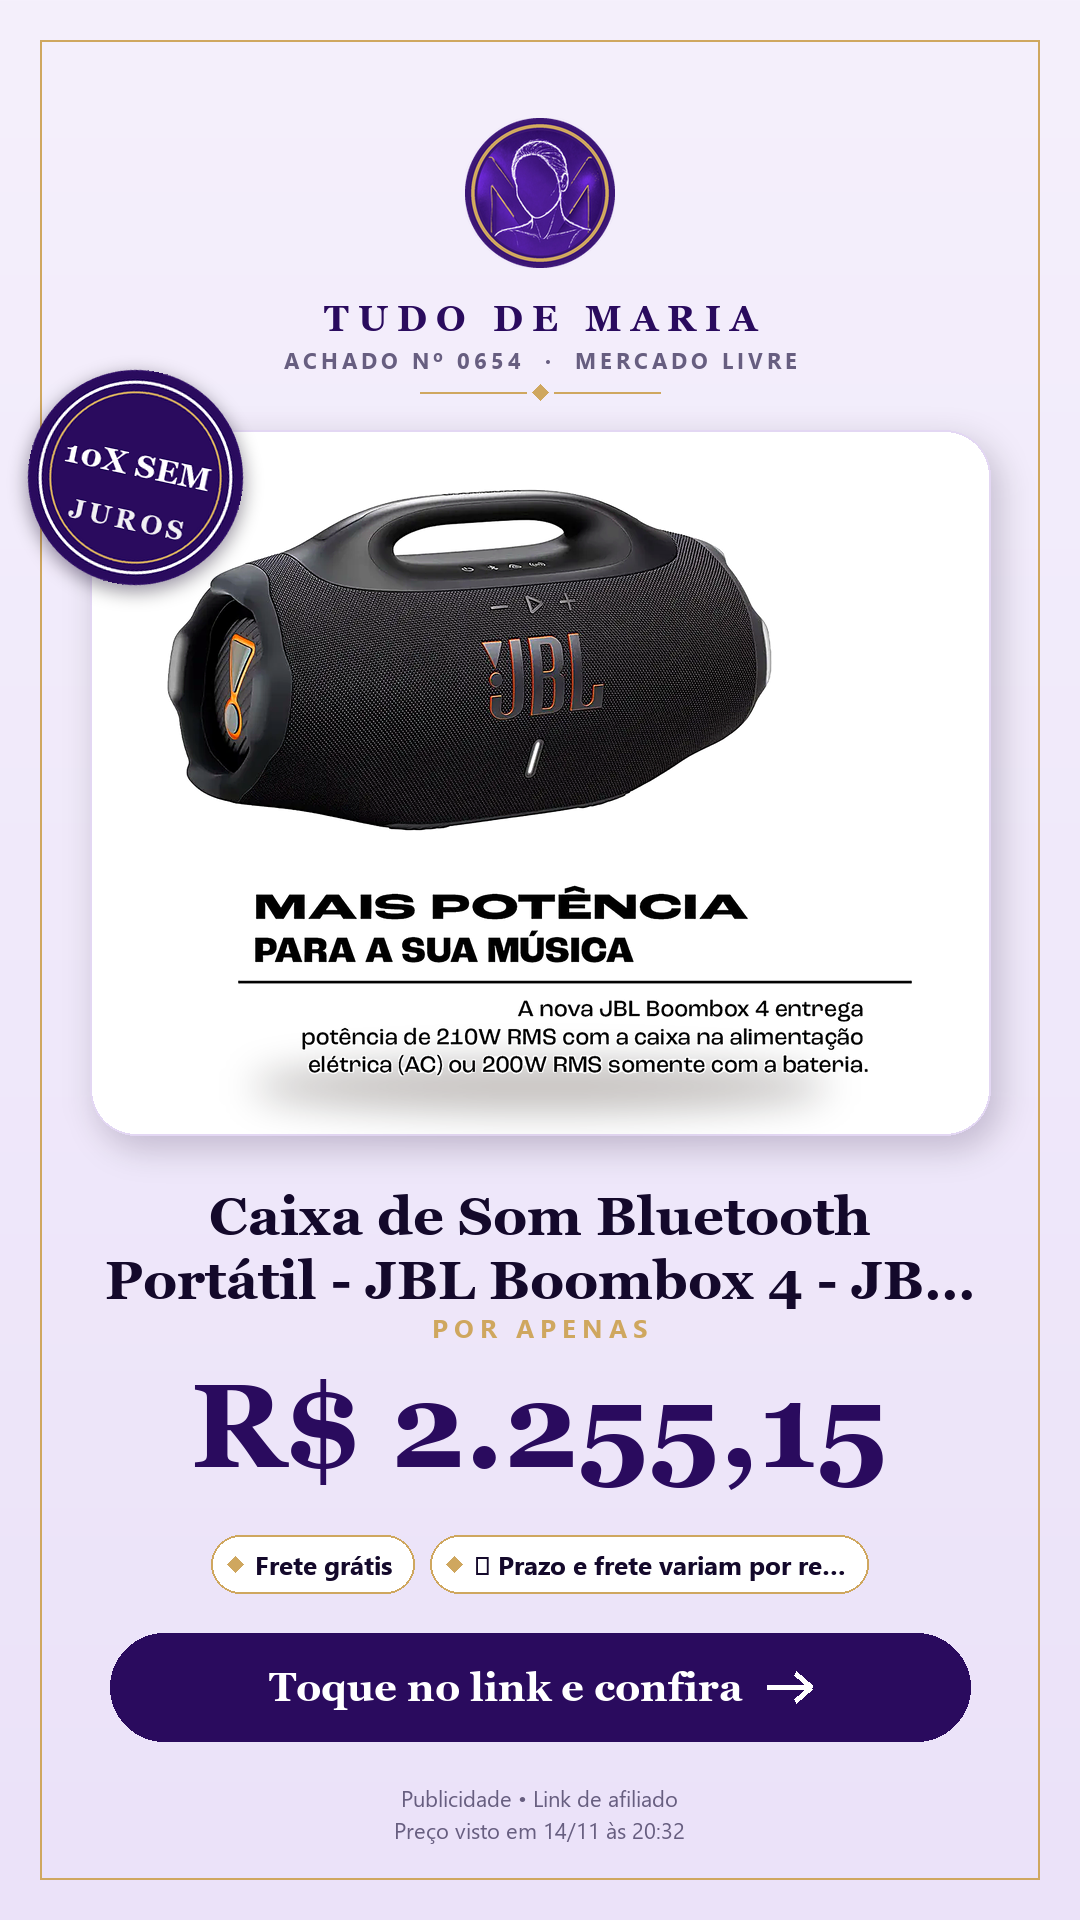 TUDO DE MARIA
ACHADO Nº 0654 · MERCADO LIVRE
10X SEM
JUROS
JBL
MAIS POTÊNCIA
PARA A SUA MÚSICA
A nova JBL Boombox 4 entrega
potência de 210W RMS com a caixa na alimentação
elétrica (AC) ou 200W RMS somente com a bateria.
Caixa de Som Bluetooth
Portátil - JBL Boombox 4 - JB...
POR APENAS
R$ 2.255,15
Frete grátis
Prazo e frete variam por re...
Toque no link e confira →
Publicidade • Link de afiliado
Preço visto em 14/11 às 20:32